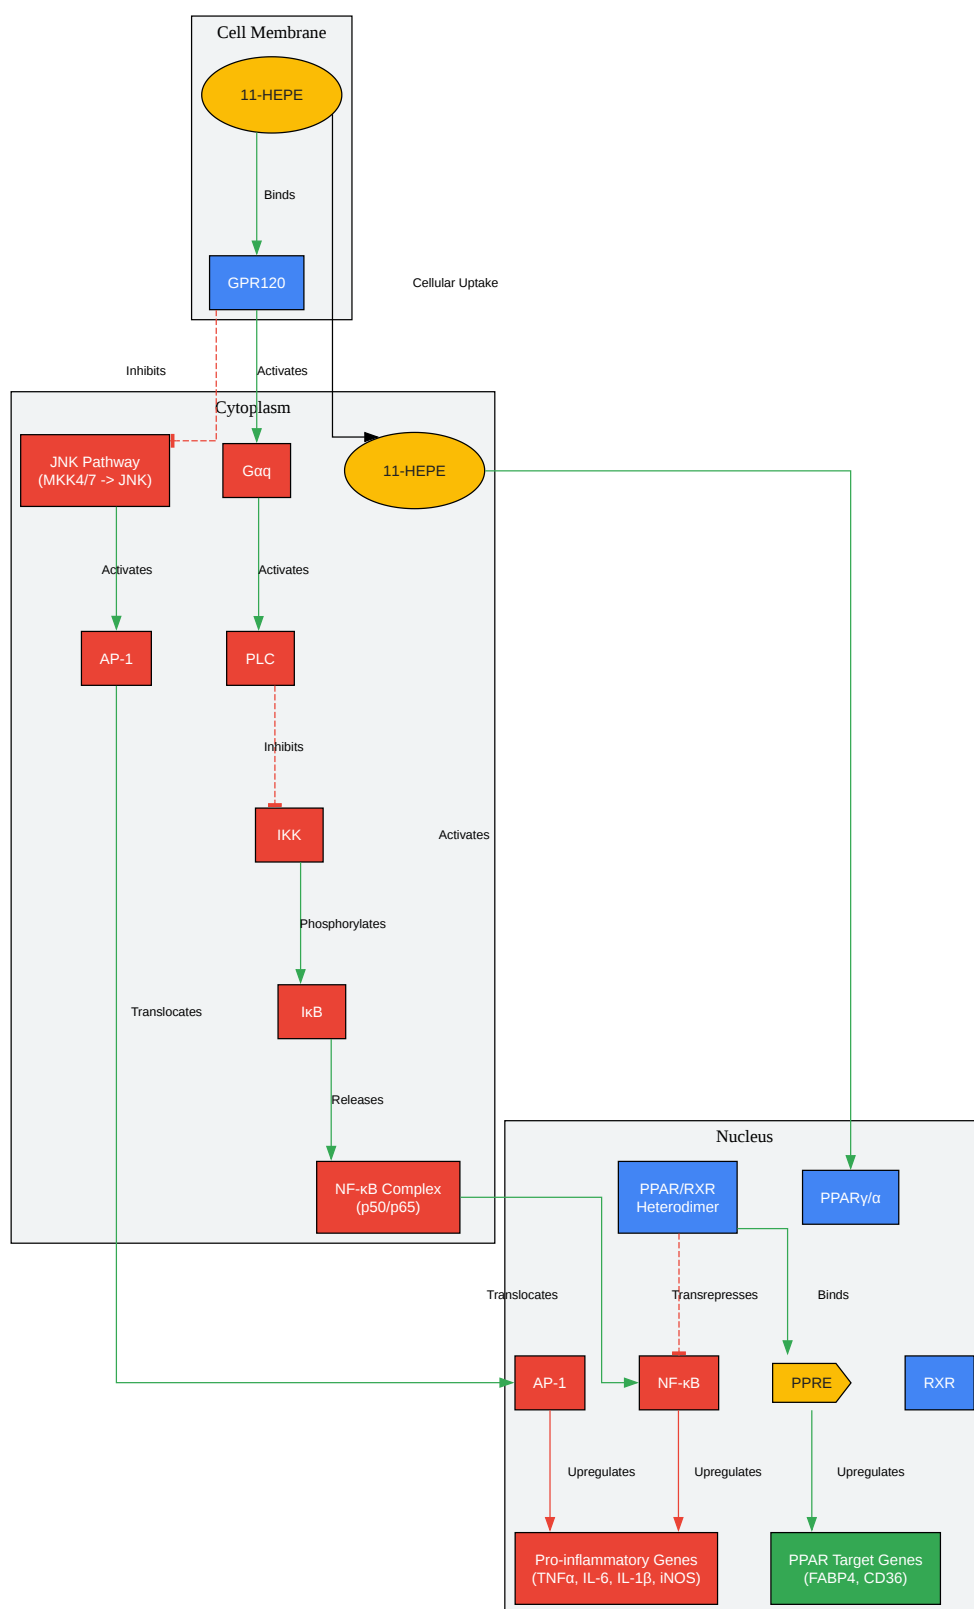 Cell Membrane
11-HEPE
Binds
GPR120
Cellular Uptake
Inhibits
Activates
Cytoplasm
JNK Pathway
(MKK4/7 -> JNK)
Gαq
11-HEPE
Activates
Activates
AP-1
PLC
Inhibits
IKK
Activates
Phosphorylates
IκB
Translocates
Releases
Nucleus
NF-κB Complex
(p50/p65)
PPAR/RXR
Heterodimer
PPARγ/α
Translocates
Transrepresses
Binds
AP-1
NF-κB
PPRE
RXR
Upregulates
Upregulates
Upregulates
Pro-inflammatory Genes
(TNFα, IL-6, IL-1β, iNOS)
PPAR Target Genes
(FABP4, CD36)